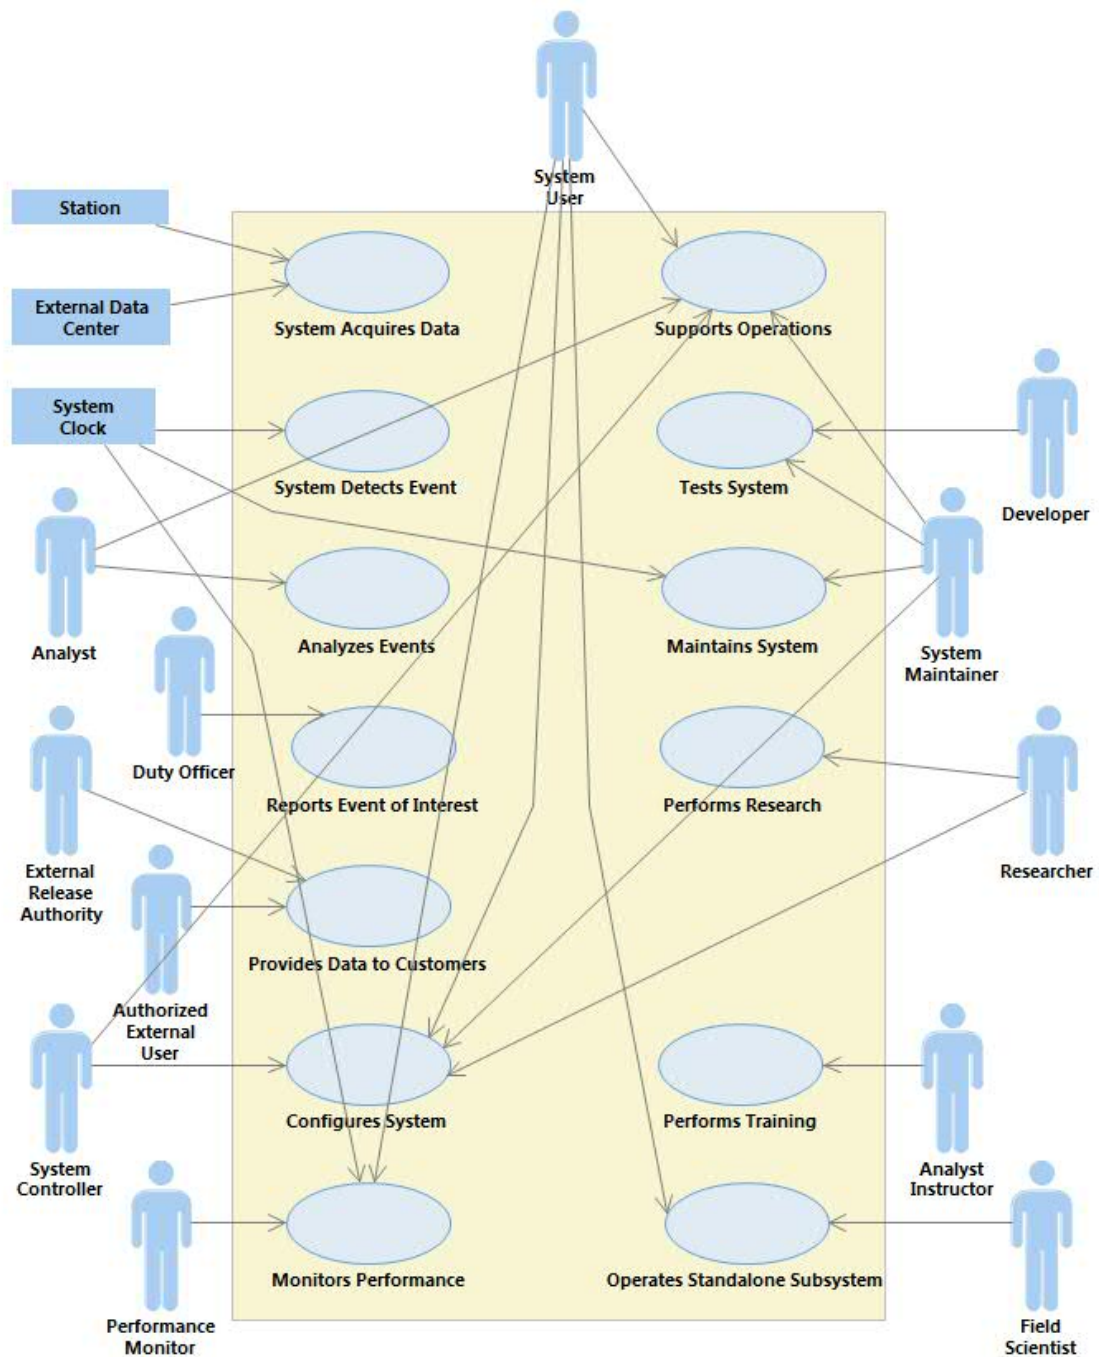 System
User
Station
External Data
Center
System Acquires Data
Supports Operations
System
Clock
System Detects Event
Tests System
Developer
Analyst
Analyzes Events
Maintains System
System
Maintainer
Duty Officer
Reports Event of Interest
Performs Research
External
Release
Authority
Researcher
Provides Data to Customers
Authorized
External
User
Configures System
Performs Training
System
Controller
Analyst
Instructor
Monitors Performance
Operates Standalone Subsystem
Performance
Monitor
Field
Scientist